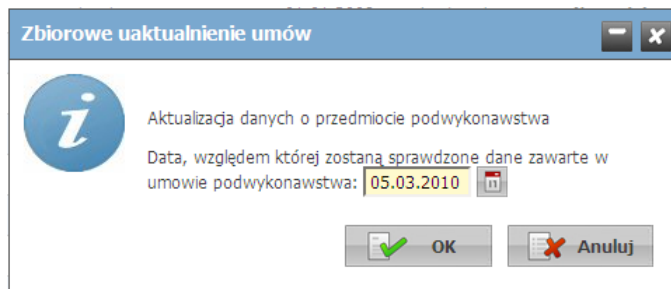 Zbiorowe uaktualnienie umów
Aktualizacja danych o przedmiocie podwykonawstwa
Data, względem której zostaną sprawdzone dane zawarte w
umowie podwykonawstwa: 05.03.2010
OK Anuluj